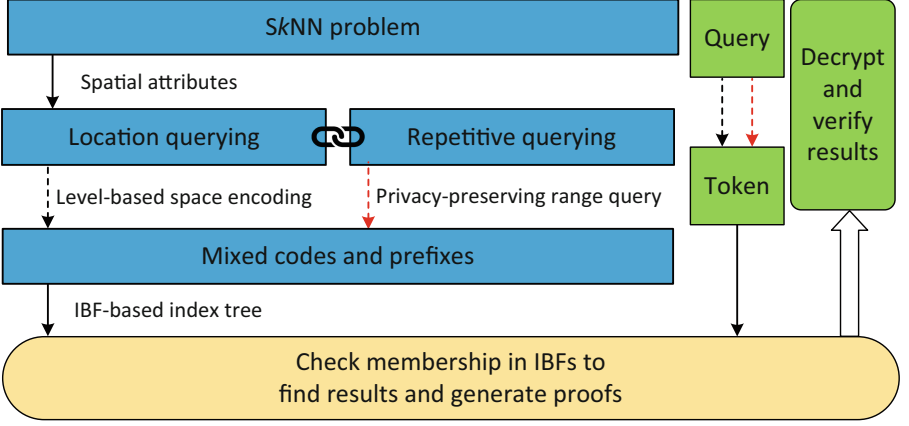 SkNN problem
Spatial attributes
Location querying
Repetitive querying
Level-based space encoding
Privacy-preserving range query
Mixed codes and prefixes
IBF-based index tree
Query
Token
Decrypt
and
verify
results
Check membership in IBFs to
find results and generate proofs